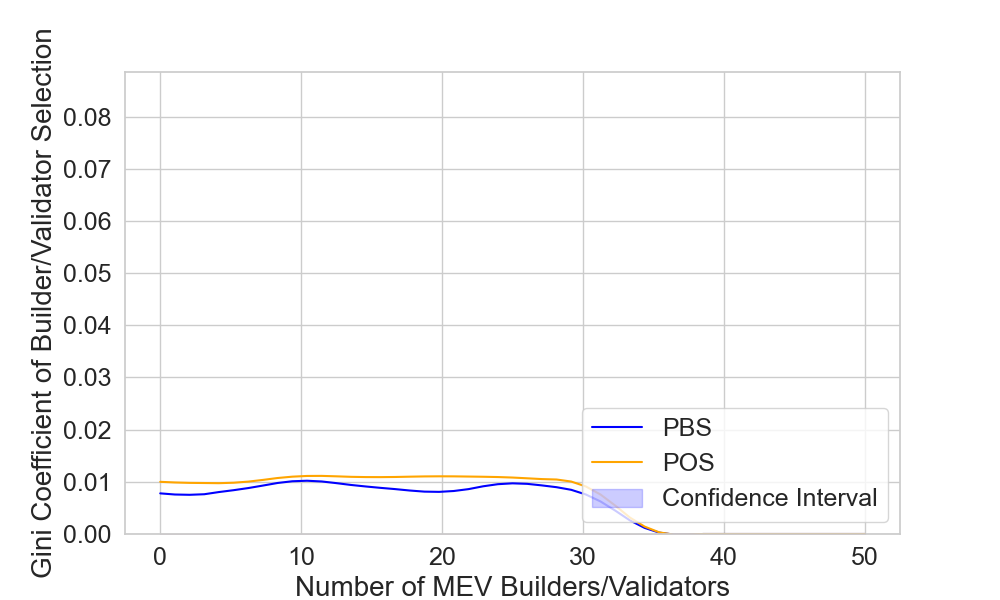 Gini Coefficient of Builder/Validator Selection
0.08
0.07
0.06
0.05
0.04
0.03
0.02
0.01
0.00
0 10 20 30 40 50
Number of MEV Builders/Validators
PBS
POS
Confidence Interval